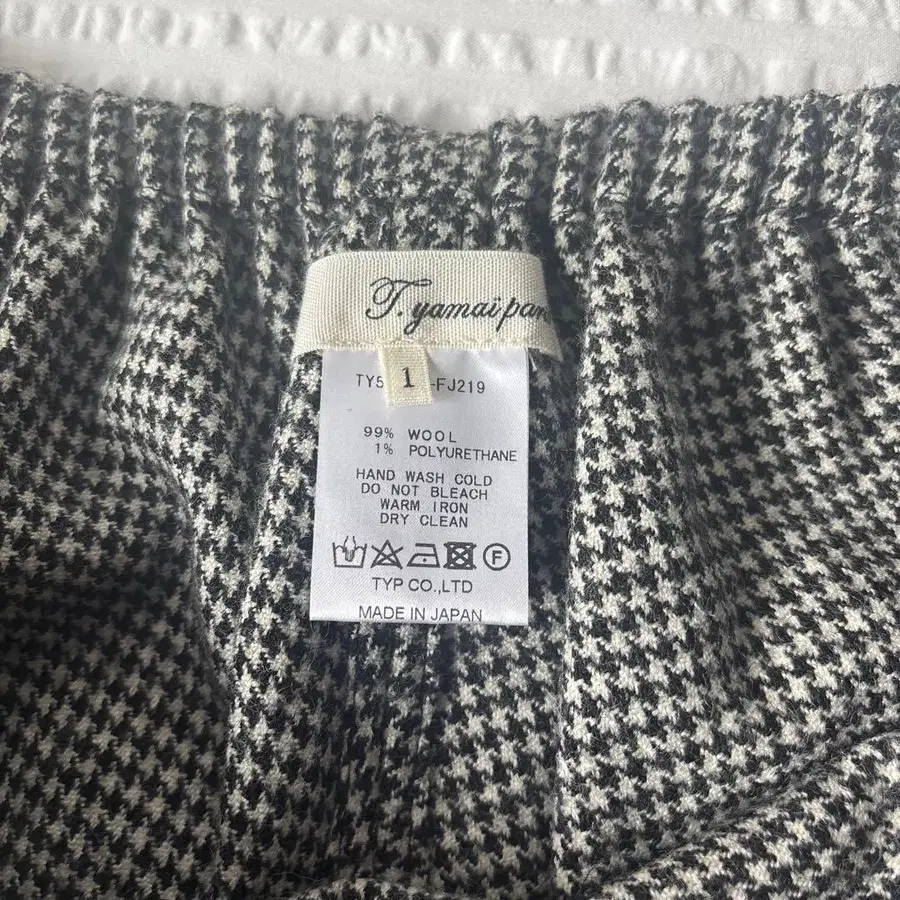 T.yamai
1
TY5 -FJ219
99% WOOL
1% POLYURETHANE
HAND WASH COLD
DO NOT BLEACH
WARM IRON
DRY CLEAN
F
TYP CO.,LTD
MADE IN JAPAN